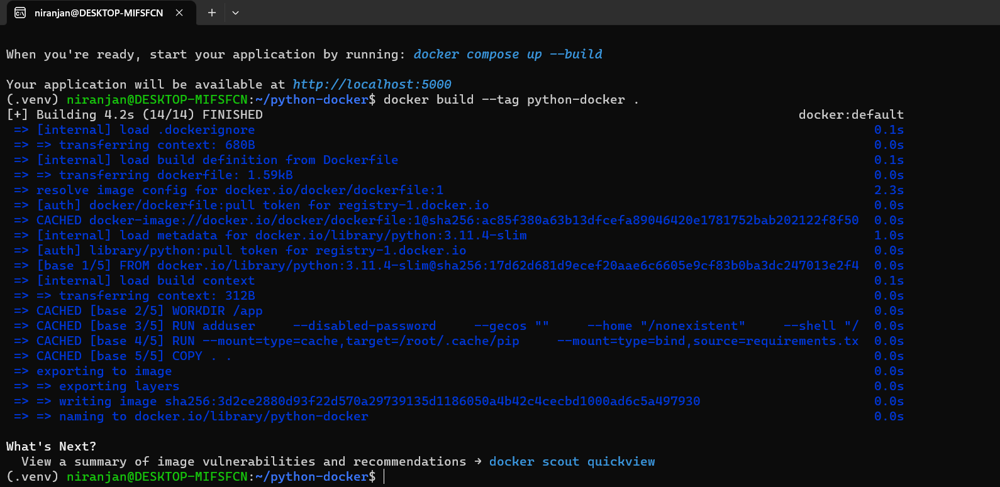 niranjan@DESKTOP-MIFSFCN
When you're ready, start your application by running: docker compose up --build
Your application will be available at http://localhost:5000
(.venv) niranjan@DESKTOP-MIFSFCN:~/python-docker$ docker build --tag python-docker .
[+] Building 4.2s (14/14) FINISHED docker:default
=> [internal] load .dockerignore 0.1s
=> => transferring context: 680B 0.0s
=> [internal] load build definition from Dockerfile 0.1s
=> => transferring dockerfile: 1.59kB 0.0s
=> resolve image config for docker.io/docker/dockerfile:1 2.3s
=> [auth] docker/dockerfile:pull token for registry-1.docker.io 0.0s
=> CACHED docker-image://docker.io/docker/dockerfile:1@sha256:ac85f380a63b13dfcefa89046420e1781752bab202122f8f50 0.0s
=> [internal] load metadata for docker.io/library/python:3.11.4-slim 1.0s
=> [auth] library/python:pull token for registry-1.docker.io 0.0s
=> [base 1/5] FROM docker.io/library/python:3.11.4-slim@sha256:17d62d681d9ecef20aae6c6605e9cf83b0ba3dc247013e2f4 0.0s
=> [internal] load build context 0.1s
=> => transferring context: 312B 0.0s
=> CACHED [base 2/5] WORKDIR /app 0.0s
=> CACHED [base 3/5] RUN adduser     --disabled-password     --gecos ""     --home "/nonexistent"     --shell "/ 0.0s
=> CACHED [base 4/5] RUN --mount=type=cache,target=/root/.cache/pip     --mount=type=bind,source=requirements.tx 0.0s
=> CACHED [base 5/5] COPY . . 0.0s
=> exporting to image 0.0s
=> => exporting layers 0.0s
=> => writing image sha256:3d2ce2880d93f22d570a29739135d1186050a4b42c4cecbd1000ad6c5a497930 0.0s
=> => naming to docker.io/library/python-docker 0.0s
What's Next?
View a summary of image vulnerabilities and recommendations → docker scout quickview
(.venv) niranjan@DESKTOP-MIFSFCN:~/python-docker$